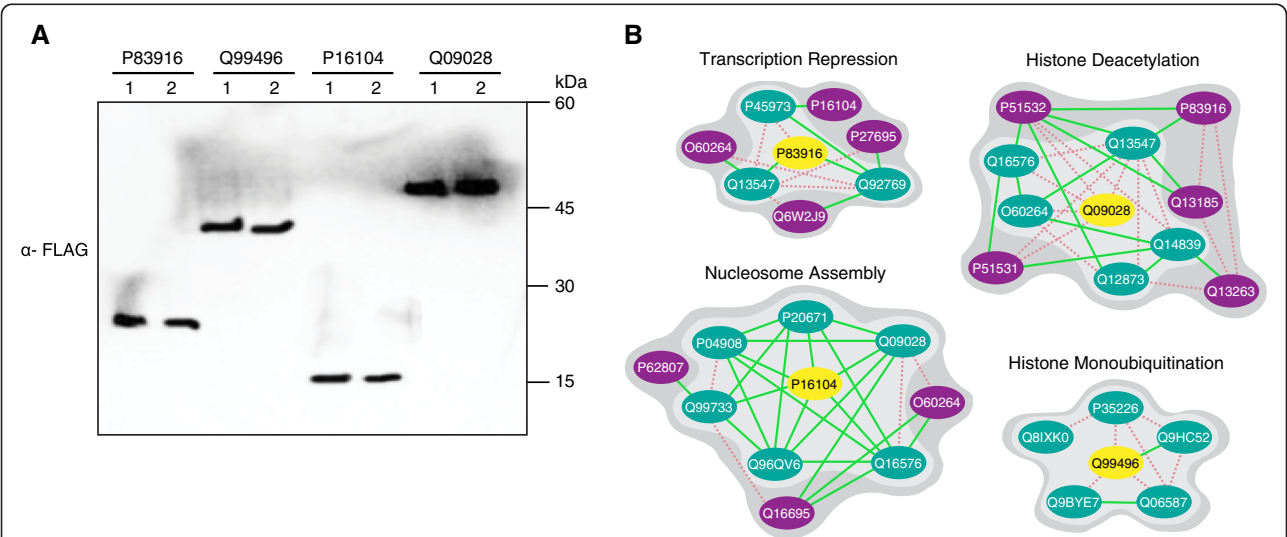 A
P83916 Q99496 P16104 Q09028
1 2 1 2 1 2 1 2
kDa
60
45
30
15
α- FLAG
B
Transcription Repression
P45973 P16104
P27695
O60264 P83916
Q13547 Q92769
Q6W2J9
Histone Deacetylation
P51532 P83916
Q13547
Q16576
O60264 Q09028 Q13185
Q14839
P51531 Q12873
Q13263
Nucleosome Assembly
P20671
P04908 Q09028
P62807 P16104
Q99733 O60264
Q96QV6 Q16576
Q16695
Histone Monoubiquitination
P35226
Q8IXK0 Q9HC52
Q99496
Q9BYE7 Q06587